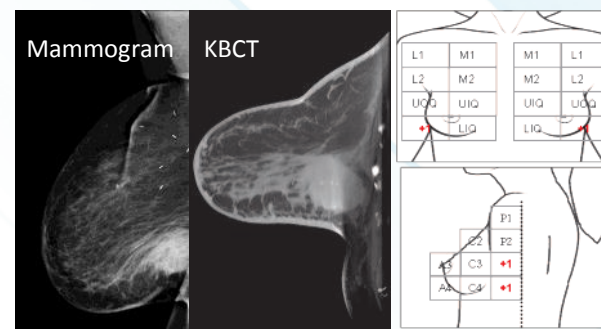 Mammogram KBCT
L1 M1 M1 L1
L2 M2 M2 L2
UOQ UIQ UIQ UOQ
+1 LIQ LIQ +1
P1
C2 P2
A3 C3 +1
A4 C4 +1